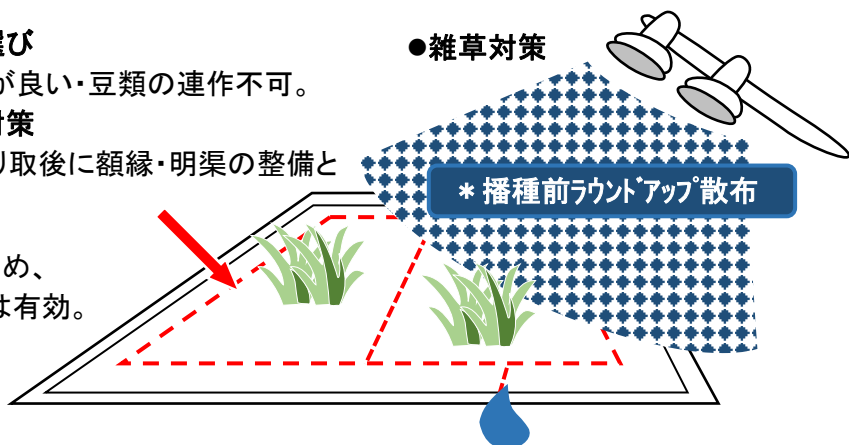 び
が良い・豆類の連作不可。
策
取後に額縁・明渠の整備と
め、
は有効。
●雑草対策
＊播種前ラウンドアップ散布